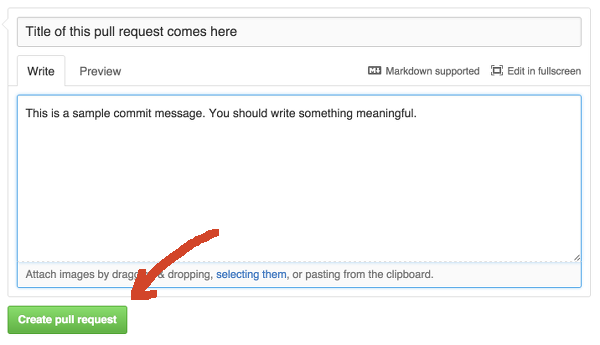 Title of this pull request comes here
Write Preview Markdown supported Edit in fullscreen
This is a sample commit message. You should write something meaningful.
Attach images by dragging & dropping, selecting them, or pasting from the clipboard.
Create pull request